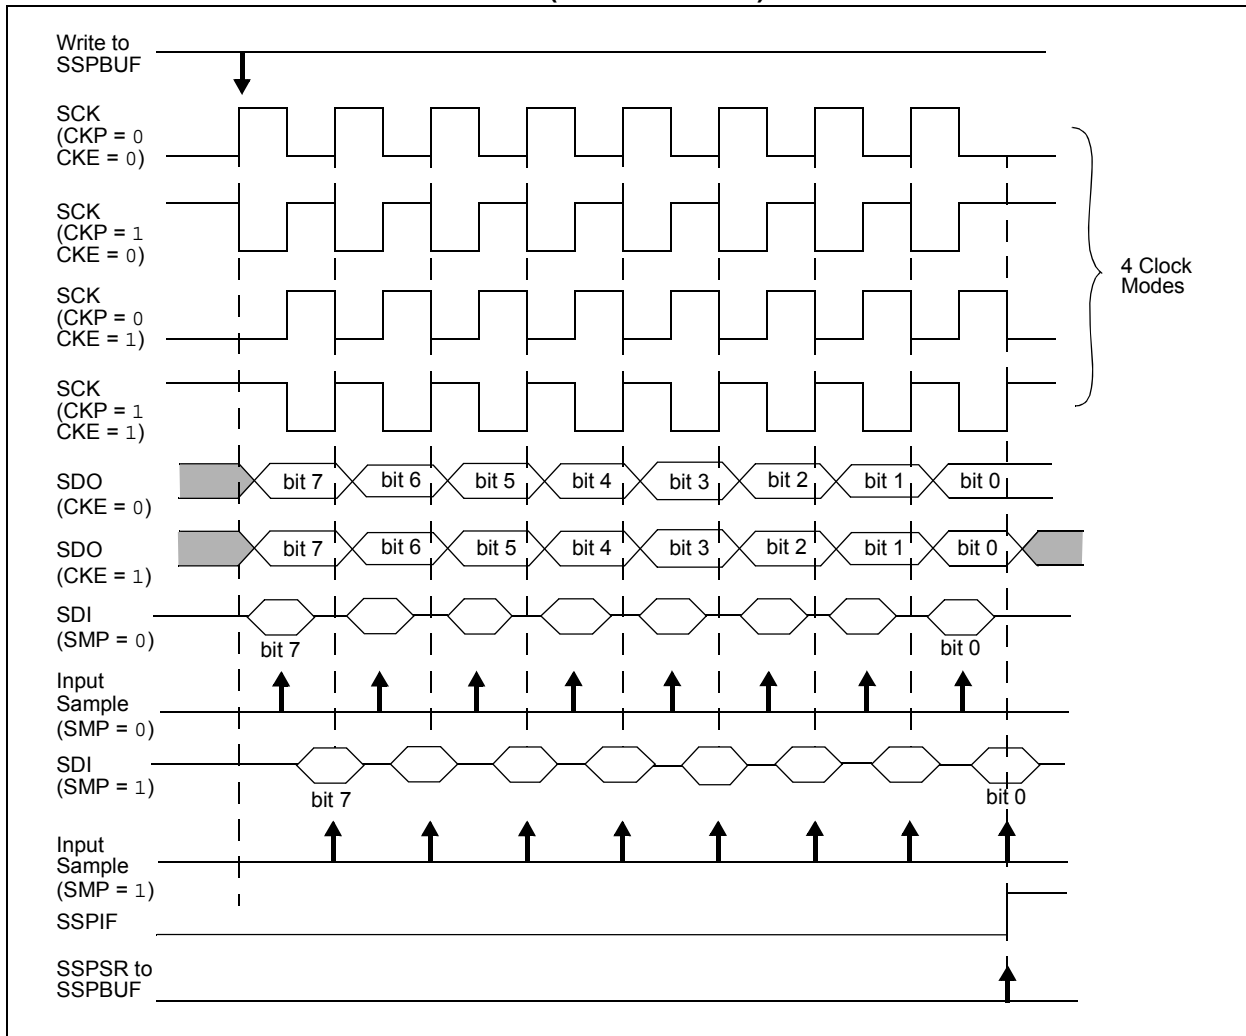 Write to
SSPBUF
SCK
(CKP = 0
CKE = 0)
SCK
(CKP = 1
CKE = 0)
4 Clock
Modes
SCK
(CKP = 0
CKE = 1)
SCK
(CKP = 1
CKE = 1)
SDO
(CKE = 0)
bit 7 bit 6 bit 5 bit 4 bit 3 bit 2 bit 1 bit 0
SDO
(CKE = 1)
bit 7 bit 6 bit 5 bit 4 bit 3 bit 2 bit 1 bit 0
SDI
(SMP = 0)
bit 7 bit 0
Input
Sample
(SMP = 0)
SDI
(SMP = 1)
bit 7 bit 0
Input
Sample
(SMP = 1)
SSPIF
SSPSR to
SSPBUF